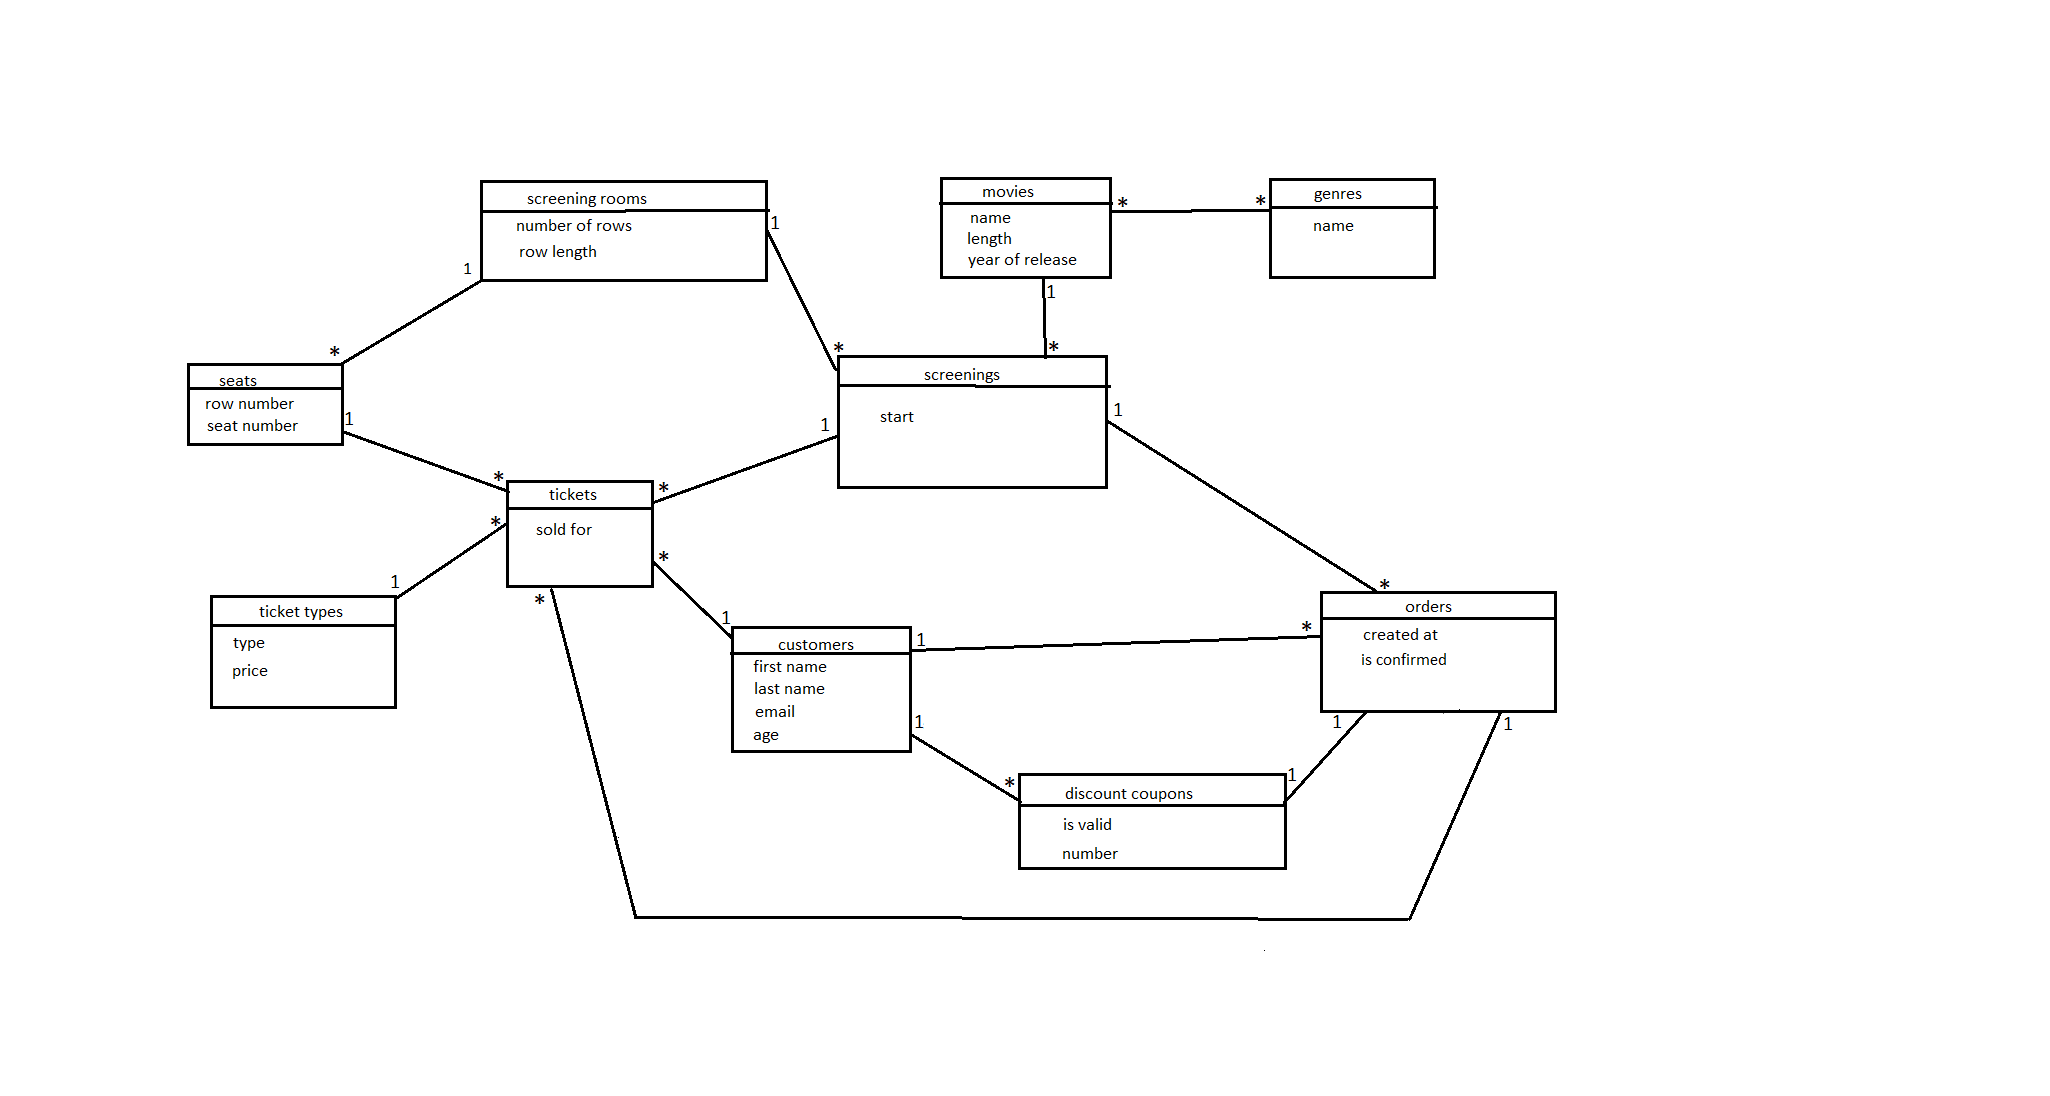 screening rooms
number of rows
row length
1
1
movies
name
length
year of release
*
*
1
genres
name
*
seats
row number
seat number
1
*
*
screenings
start
1
1
*
*
*
*
tickets
sold for
*
1
ticket types
type
price
*
1
customers
first name
last name
email
age
1
1
*
*
orders
created at
is confirmed
1
1
*
1
discount coupons
is valid
number